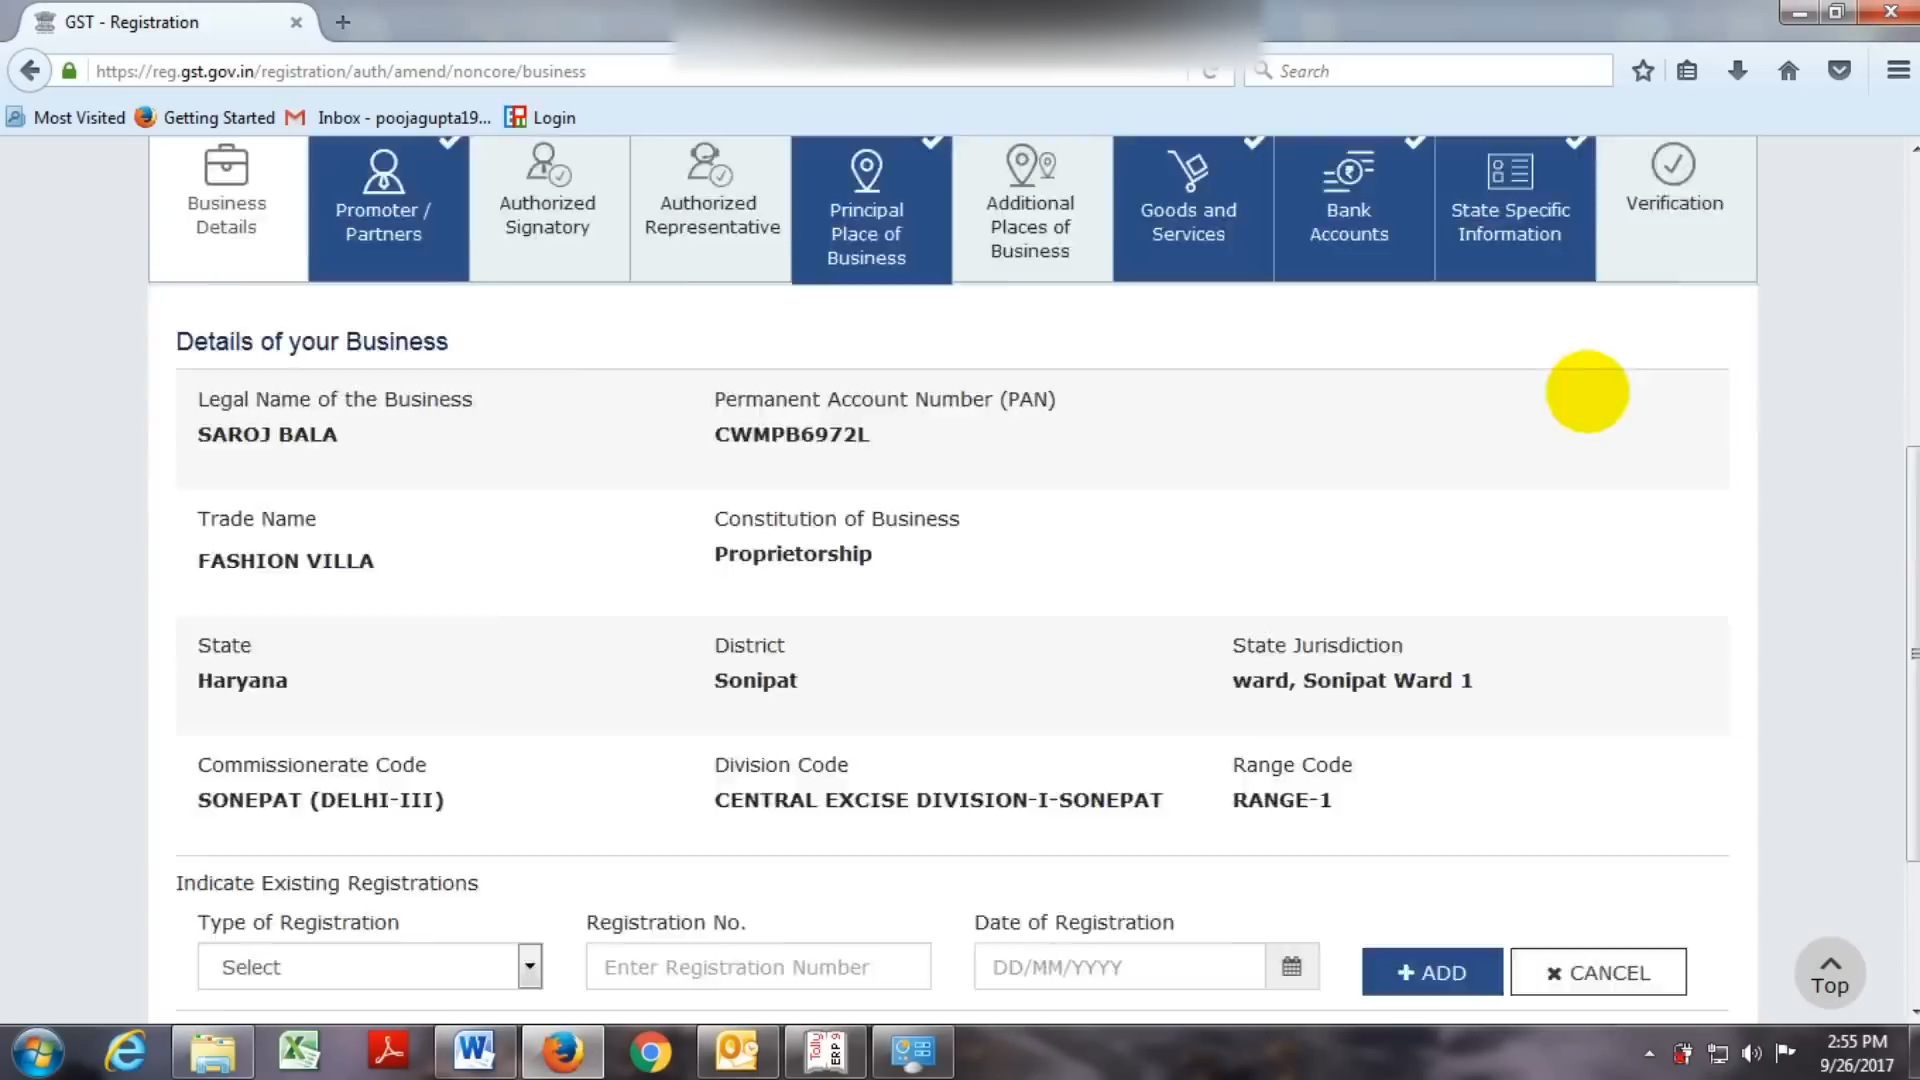 GST - Registration
https://reg.gst.gov.in/registration/auth/amend/noncore/business
Search
Most Visited Getting Started Inbox - poojagupta19... Login
Business Details
Promoter / Partners
Authorized Signatory
Authorized Representative
Principal Place of Business
Additional Places of Business
Goods and Services
Bank Accounts
State Specific Information
Verification
Details of your Business
Legal Name of the Business Permanent Account Number (PAN)
SAROJ BALA CWMPB6972L
Trade Name Constitution of Business
FASHION VILLA Proprietorship
State District State Jurisdiction
Haryana Sonipat ward, Sonipat Ward 1
Commissionerate Code Division Code Range Code
SONEPAT (DELHI-III) CENTRAL EXCISE DIVISION-I-SONEPAT RANGE-1
Indicate Existing Registrations
Type of Registration Registration No. Date of Registration
Select Enter Registration Number DD/MM/YYYY ADD CANCEL
Top
Tally ERP 9
2:55 PM
9/26/2017